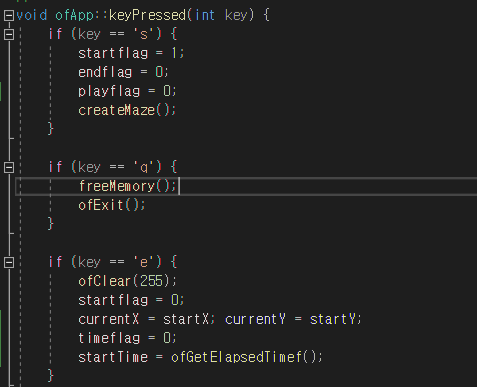 void ofApp::keyPressed(int key) {
    if (key == 's') {
        startflag = 1;
        endflag = 0;
        playflag = 0;
        createMaze();
    }

    if (key == 'q') {
        freeMemory();
        ofExit();
    }

    if (key == 'e') {
        ofClear(255);
        startflag = 0;
        currentX = startX; currentY = startY;
        timeflag = 0;
        startTime = ofGetElapsedTimef();
    }